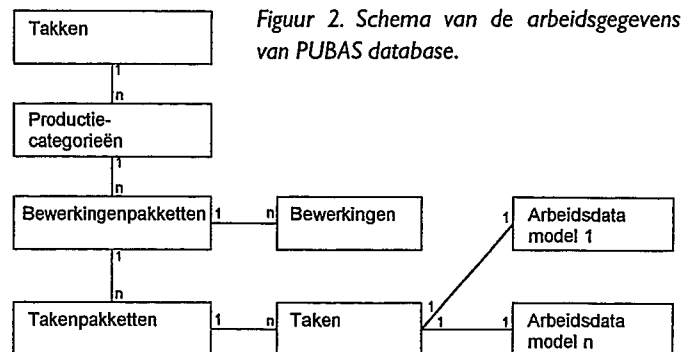 Takken
Figuur 2. Schema van de arbeidsgegevens
van PUBAS database.
1
n
Productie-
categorieën
1
n
Bewerkingenpakketten 1 n Bewerkingen
1 Arbeidsdata
model 1
1
n
Takenpakketten 1 n Taken
1
1 1 Arbeidsdata
model n